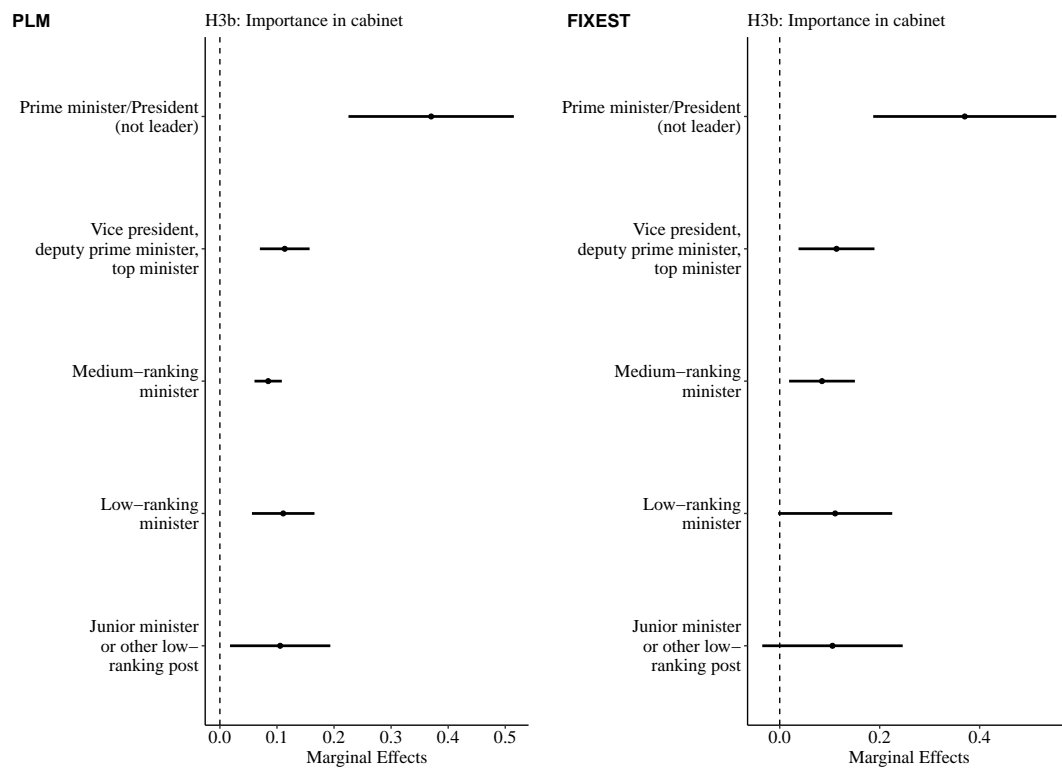 PLM
H3b: Importance in cabinet
Prime minister/President
(not leader)
Vice president,
deputy prime minister,
top minister
Medium−ranking
minister
Low−ranking
minister
Junior minister
or other low−
ranking post
0.0 0.1 0.2 0.3 0.4 0.5
Marginal Effects
FIXEST
H3b: Importance in cabinet
Prime minister/President
(not leader)
Vice president,
deputy prime minister,
top minister
Medium−ranking
minister
Low−ranking
minister
Junior minister
or other low−
ranking post
0.0 0.2 0.4
Marginal Effects